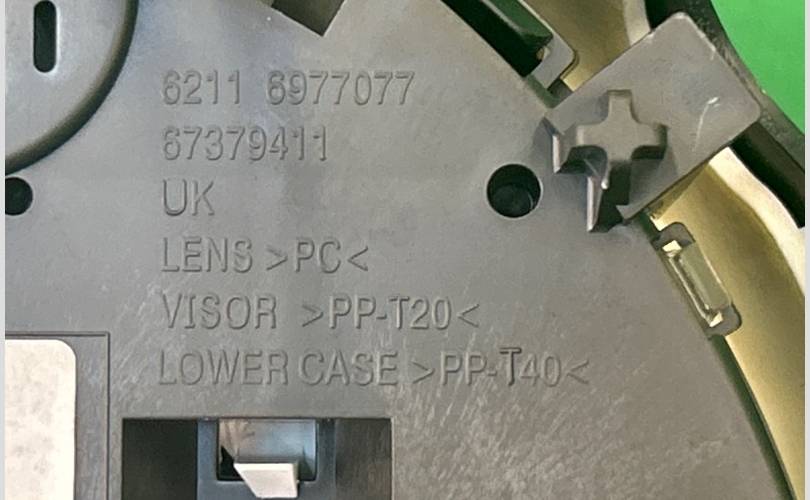 6211 6977077
67379411
UK
LENS >PC<
VISOR >PP-T20<
LOWER CASE >PP-T40<